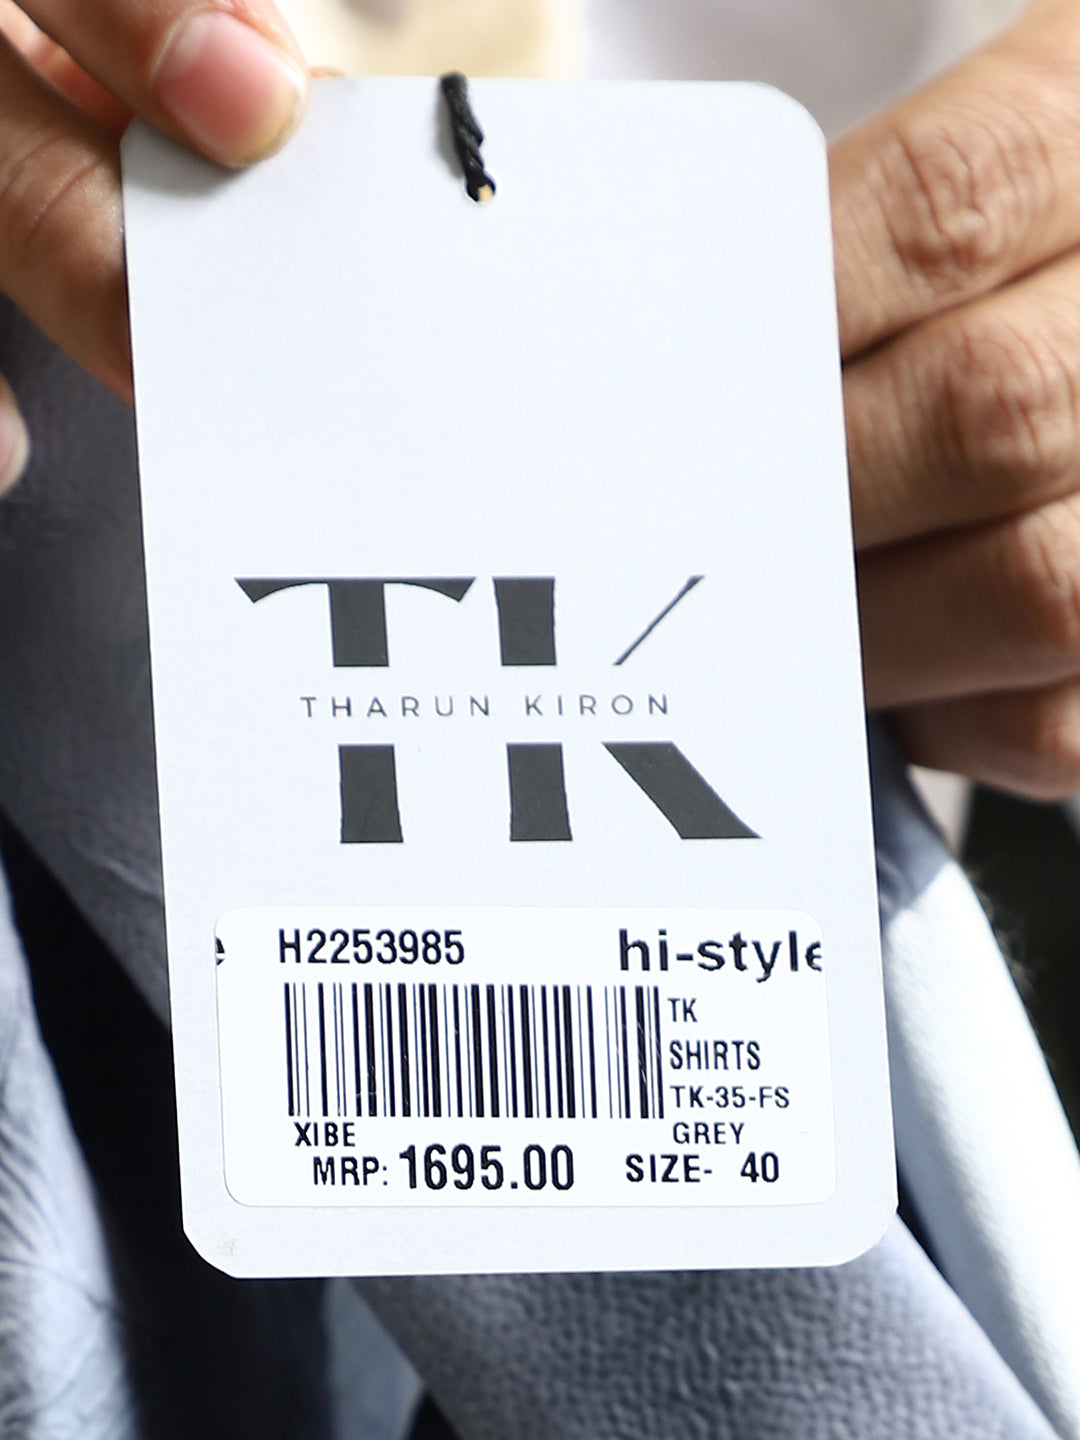 TK
THARUN KIRON
H2253985 hi-style
TK
SHIRTS
TK-35-FS
XIBE GREY
MRP: 1695.00 SIZE- 40